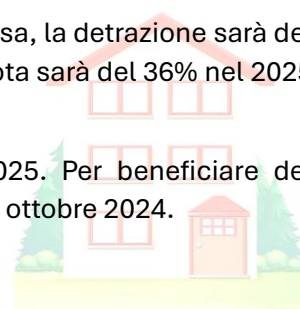 sa, la detrazione sarà de
ota sarà del 36% nel 2025
025. Per beneficiare de
ottobre 2024.